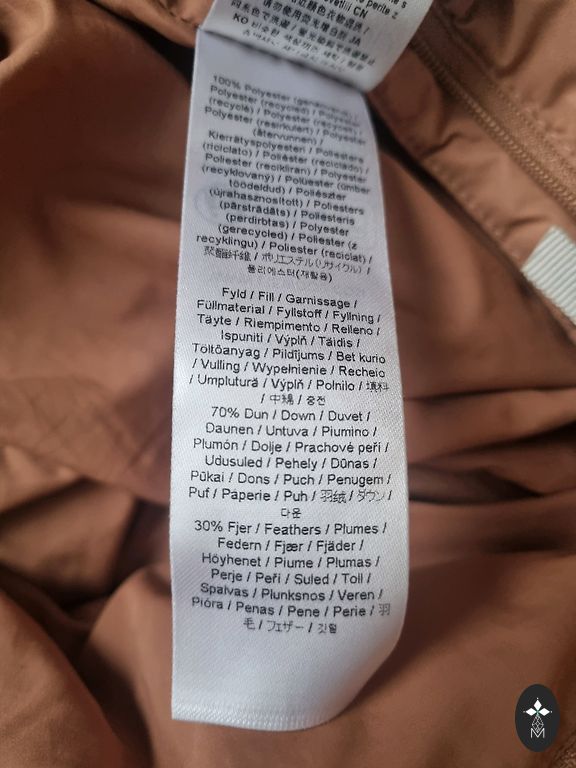 perite z
CN
JA
KO
100% Polyester (genanvendt) /
Polyester (recycled) / Polyester
(recyclé) / Polyester (recycelt) /
Polyester (resirkulert) / Polyester
(återvunnen) /
Kierrätyspolyesteri / Poliestere
(riciclato) / Poliéster (reciclado) /
Poliester (recikliran) / Polyester
(recyklovaný) / Polüester (ümber
töödeldud) / Poliészter
(újrahasznosított) / Poliesters
(pārstrādāts) / Poliesteris
(perdirbtas) / Polyester
(gerecycled) / Poliester (z
recyklingu) / Poliester (reciclat) /
聚酯纤维 / ポリエステル(リサイクル) /
폴리에스터(재활용)
Fyld / Fill / Garnissage /
Füllmaterial / Fyllstoff / Fyllning /
Täyte / Riempimento / Relleno /
Ispuniti / Výplň / Täidis /
Töltőanyag / Pildījums / Bet kurio
/ Vulling / Wypełnienie / Recheio
/ Umplutură / Výplň / Polnilo / 填料
/ 中綿 / 충전
70% Dun / Down / Duvet /
Daunen / Untuva / Piumino /
Plumón / Dolje / Prachové peří /
Udusuled / Pehely / Dūnas /
Pūkai / Dons / Puch / Penugem /
Puf / Páperie / Puh / 羽绒 / ダウン /
다운
30% Fjer / Feathers / Plumes /
Federn / Fjær / Fjäder /
Höyhenet / Piume / Plumas /
Perje / Peří / Suled / Toll /
Spalvas / Plunksnos / Veren /
Pióra / Penas / Pene / Perie / 羽
毛 / フェザー / 깃털
M